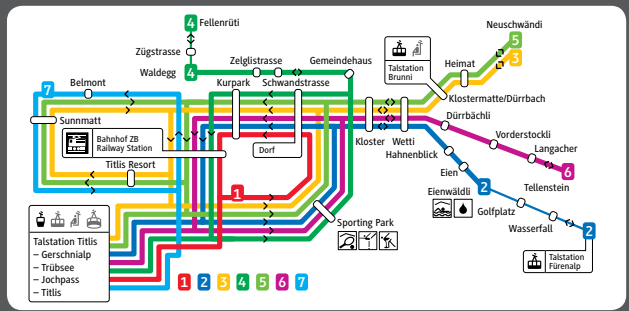 4
Fellenrüti
Zügstrasse
Waldegg
4
Zelglistrasse
Gemeindehaus
Kurpark
Schwandstrasse
Neuschwändi
5
3
Heimat
Talstation
Brunni
Klostermatte/Dürrbach
7
Belmont
Sunnmatt
Bahnhof ZB
Railway Station
Titlis Resort
Dorf
Kloster
Wetti
Hahnenblick
Dürrbächli
Vorderstockli
Langacher
6
Tellenstein
Eien
Eienwäldli
2
Golfplatz
Wasserfall
2
Talstation
Fürenalp
1
Sporting Park
Talstation Titlis
– Gerschnialp
– Trübsee
– Jochpass
– Titlis
1 2 3 4 5 6 7